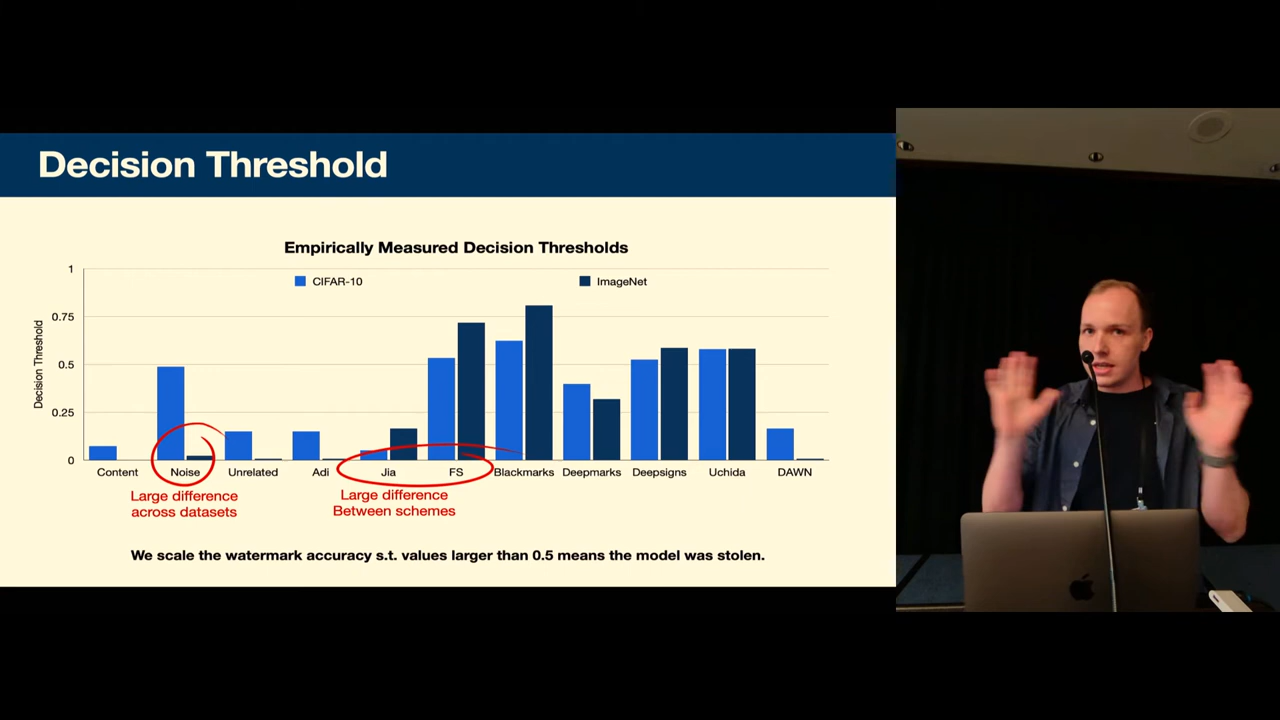 Decision Threshold
Empirically Measured Decision Thresholds
CIFAR-10
ImageNet
Decision Threshold
1
0.75
0.5
0.25
0
Content
Noise
Unrelated
Adi
Jia
FS
Blackmarks
Deepmarks
Deepsigns
Uchida
DAWN
Large difference
across datasets
Large difference
Between schemes
We scale the watermark accuracy s.t. values larger than 0.5 means the model was stolen.